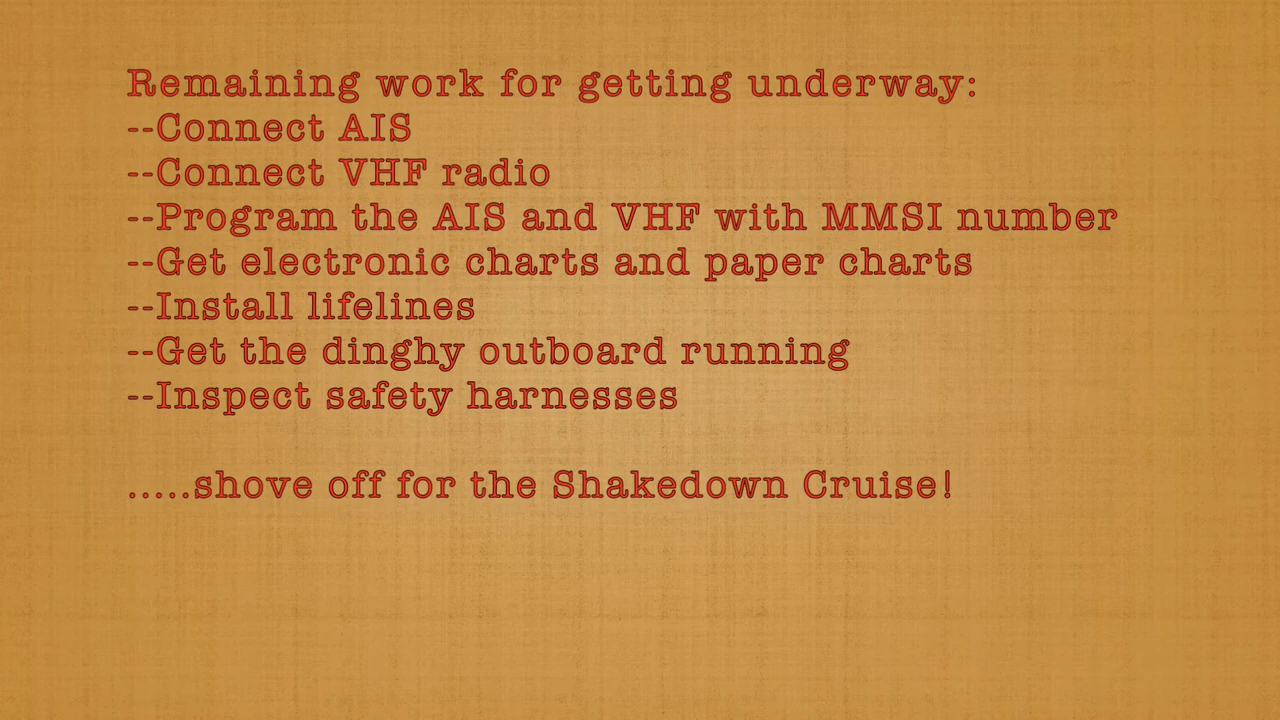 Remaining work for getting underway:
--Connect AIS
--Connect VHF radio
--Program the AIS and VHF with MMSI number
--Get electronic charts and paper charts
--Install lifelines
--Get the dinghy outboard running
--Inspect safety harnesses
.....shove off for the Shakedown Cruise!